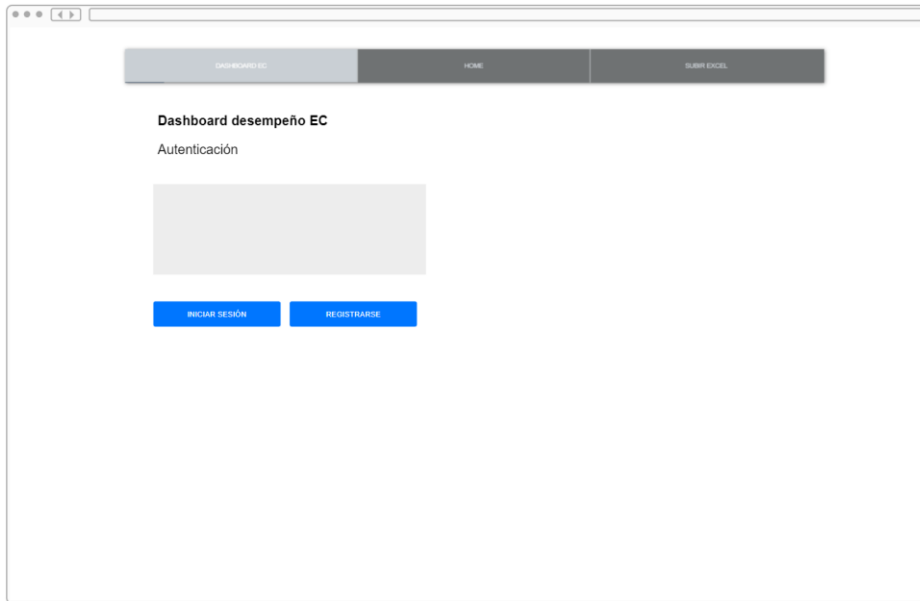 DASHBOARD EC HOME SUBIR EXCEL
Dashboard desempeño EC
Autenticación
INICIAR SESIÓN REGISTRARSE